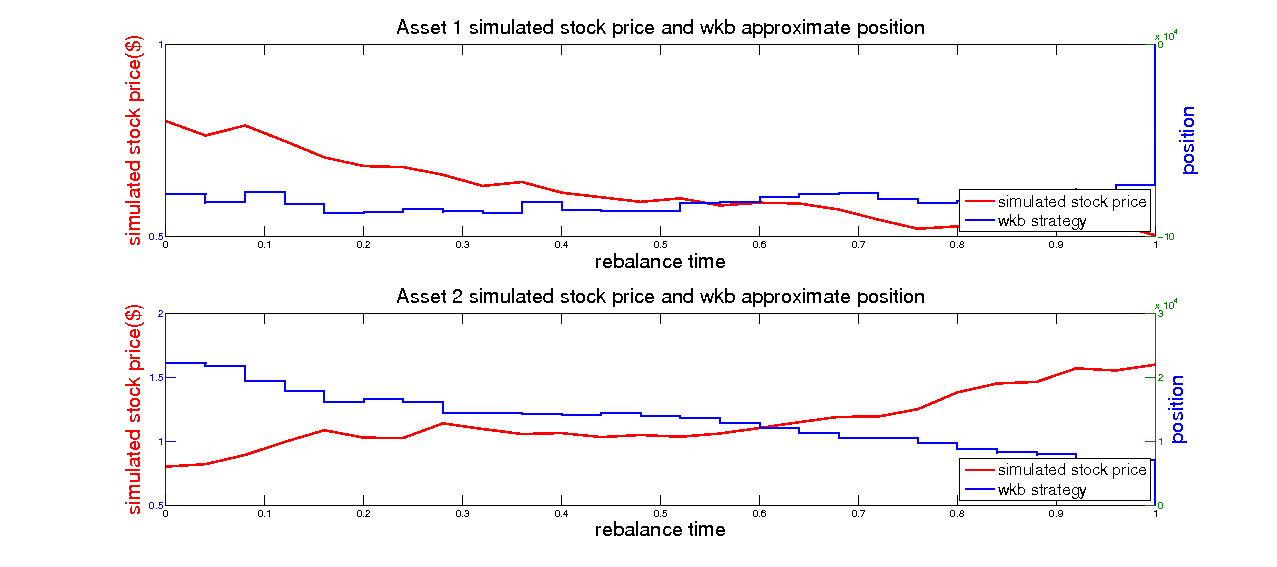 Asset 1 simulated stock price and wkb approximate position
x 10^4
1
0
simulated stock price($)
position
simulated stock price
wkb strategy
0.5
-10
0 0.1 0.2 0.3 0.4 0.5 0.6 0.7 0.8 0.9 1
rebalance time
Asset 2 simulated stock price and wkb approximate position
x 10^4
2
3
1.5
2
simulated stock price($)
position
1
1
simulated stock price
wkb strategy
0.5
0
0 0.1 0.2 0.3 0.4 0.5 0.6 0.7 0.8 0.9 1
rebalance time